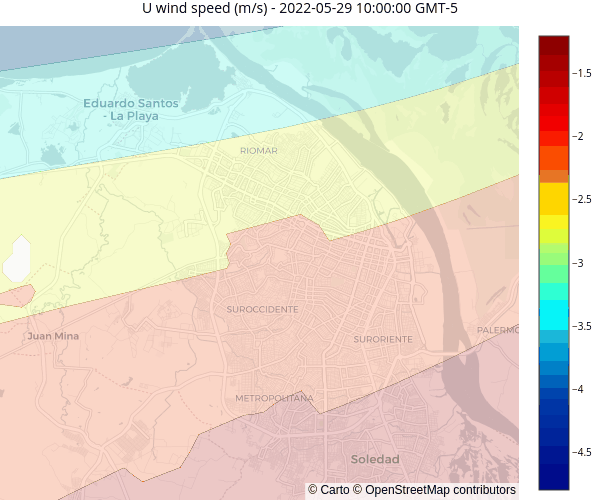 U wind speed (m/s) - 2022-05-29 10:00:00 GMT-5
Eduardo Santos
- La Playa
RIOMAR
SUROCCIDENTE
SURORIENTE
PALERMO
Juan Mina
METROPOLITANA
Soledad
© Carto © OpenStreetMap contributors
−1.5
−2
−2.5
−3
−3.5
−4
−4.5